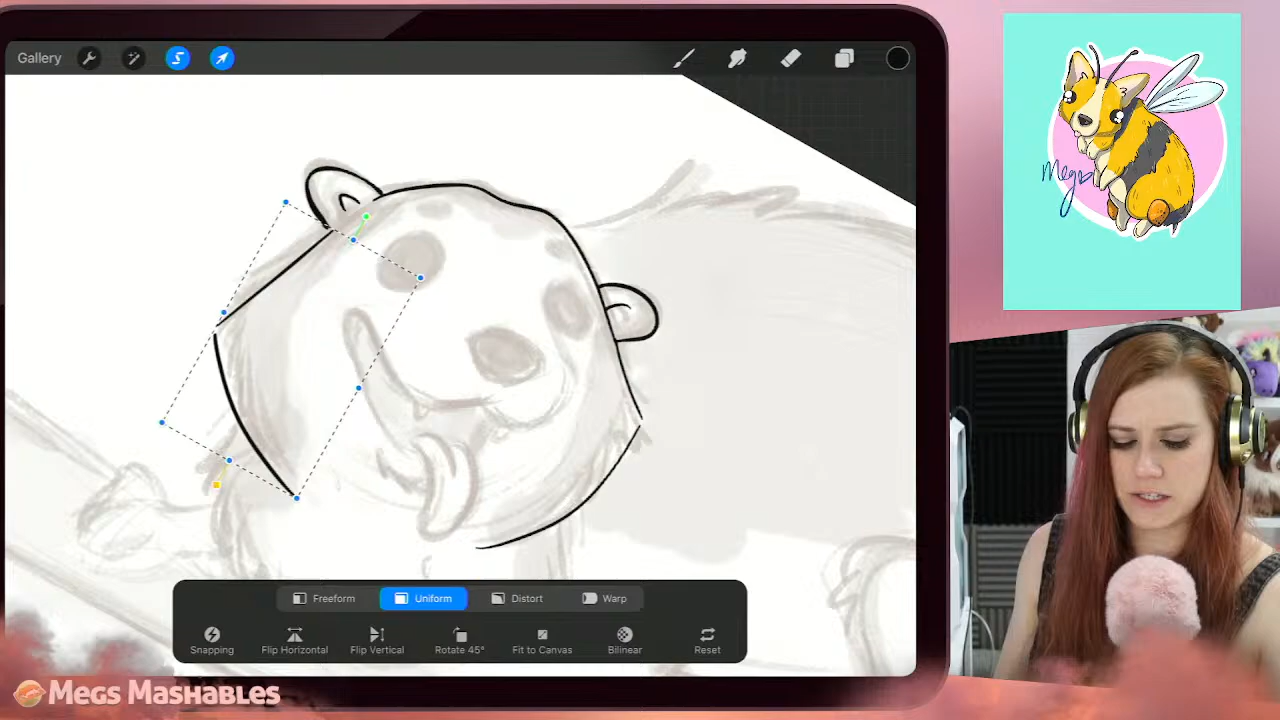 Gallery
Freeform
Uniform
Distort
Warp
Snapping
Flip Horizontal
Flip Vertical
Rotate 45°
Fit to Canvas
Bilinear
Reset
Megs
MEGS MASHABLES